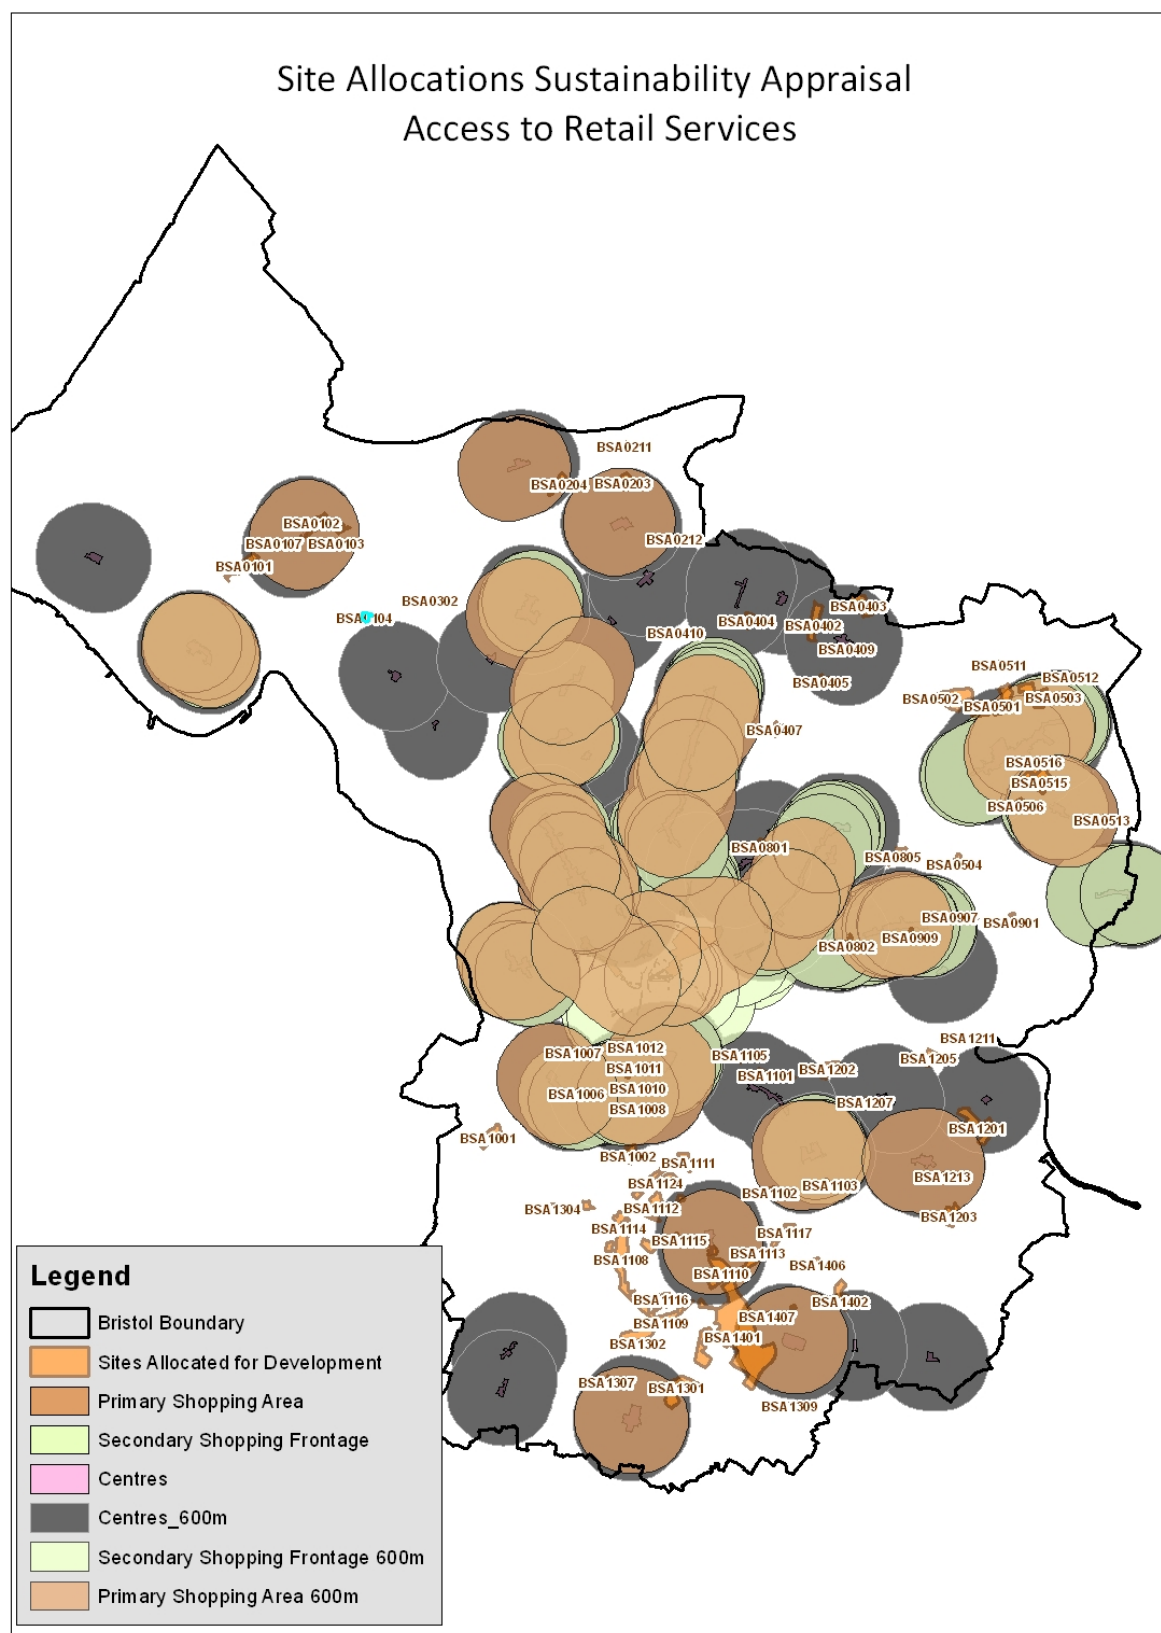 Site Allocations Sustainability Appraisal
Access to Retail Services
BSA0211
BSA0204 BSA0203
BSA0102
BSA0107 BSA0103
BSA0212
BSA0101
BSA0302
BSA0104
BSA0403
BSA0404 BSA0402
BSA0410
BSA0409
BSA0511
BSA0405
BSA0512
BSA0502 BSA0501 BSA0503
BSA0407
BSA0516
BSA0515
BSA0506
BSA0513
BSA0801
BSA0805 BSA0504
BSA0907 BSA0901
BSA0802 BSA0909
BSA1211
BSA1007 BSA1012 BSA1105 BSA1205
BSA1011 BSA1101 BSA1202
BSA1006 BSA1010
BSA1008 BSA1207
BSA1201
BSA1001
BSA1002 BSA1111
BSA1124 BSA1102 BSA1103 BSA1213
BSA1304 BSA1112
BSA1203
BSA1114 BSA1115 BSA1117
BSA1108 BSA1113
BSA1110 BSA1406
BSA1116 BSA1402
BSA1109 BSA1407
BSA1302 BSA1401
BSA1307 BSA1301
BSA1309
Legend
Bristol Boundary
Sites Allocated for Development
Primary Shopping Area
Secondary Shopping Frontage
Centres
Centres_600m
Secondary Shopping Frontage 600m
Primary Shopping Area 600m